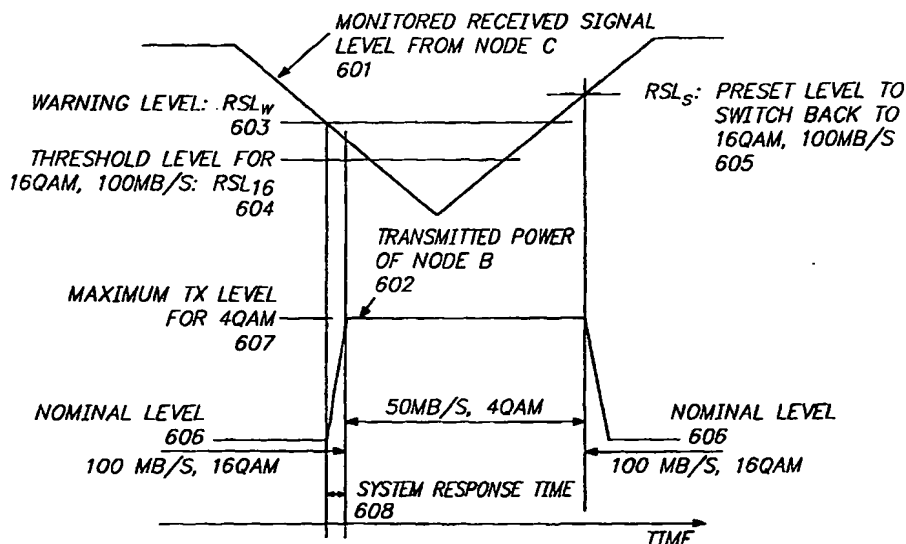 MONITORED RECEIVED SIGNAL
LEVEL FROM NODE C
601
WARNING LEVEL: RSLW
603
RSLS: PRESET LEVEL TO
SWITCH BACK TO
16QAM, 100MB/S
605
THRESHOLD LEVEL FOR
16QAM, 100MB/S: RSL16
604
TRANSMITTED POWER
OF NODE B
602
MAXIMUM TX LEVEL
FOR 4QAM
607
50MB/S, 4QAM
NOMINAL LEVEL
606
NOMINAL LEVEL
606
100 MB/S, 16QAM
100 MB/S, 16QAM
SYSTEM RESPONSE TIME
608
TIME